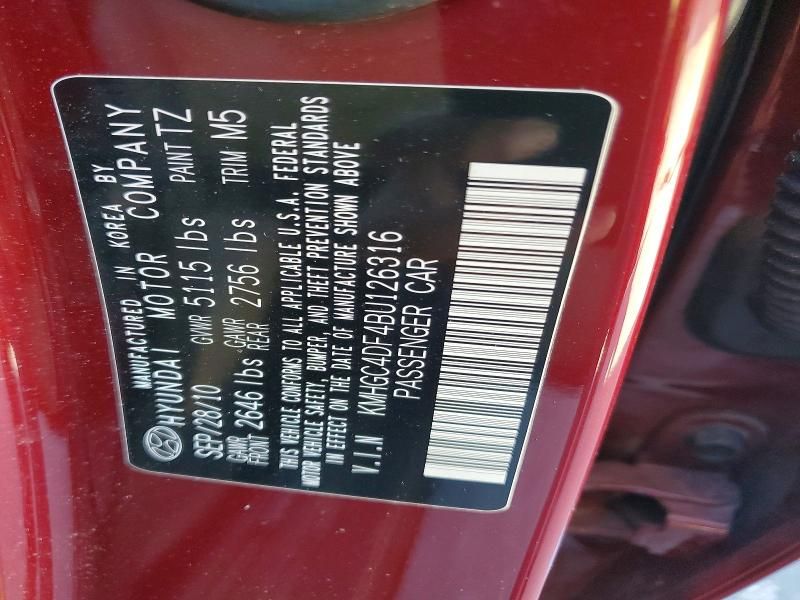 MANUFACTURED IN KOREA BY
HYUNDAI MOTOR COMPANY
SEP/28/10 GVWR 5115 lbs PAINT TZ
GAWR FRONT 2646 lbs GAWR REAR 2756 lbs TRIM M5
THIS VEHICLE CONFORMS TO ALL APPLICABLE U.S.A. FEDERAL
MOTOR VEHICLE SAFETY, BUMPER, AND THEFT PREVENTION STANDARDS
IN EFFECT ON THE DATE OF MANUFACTURE SHOWN ABOVE
V.I.N KMHGC4DF4BU126316
PASSENGER CAR